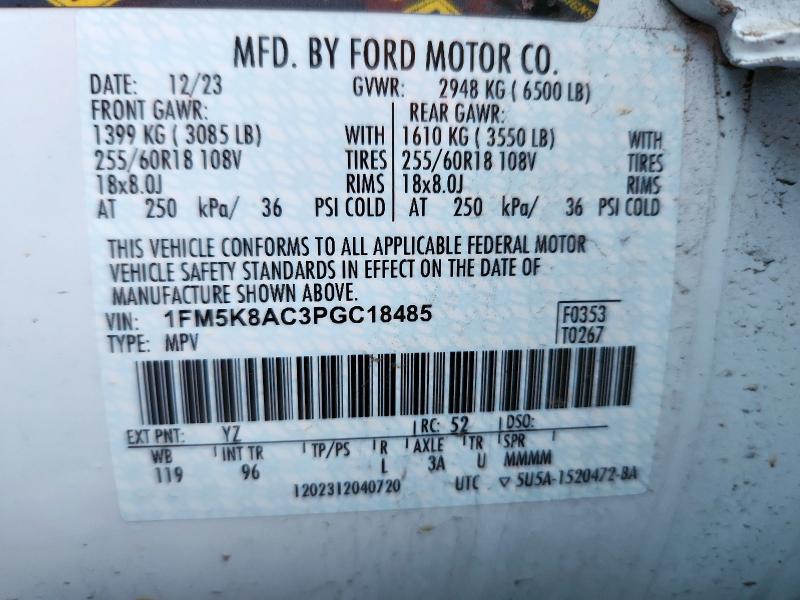 MFD. BY FORD MOTOR CO.
DATE: 12/23 GVWR: 2948 KG ( 6500 LB)
FRONT GAWR: REAR GAWR:
1399 KG ( 3085 LB) WITH 1610 KG ( 3550 LB) WITH
255/60R18 108V TIRES 255/60R18 108V TIRES
18x8.0J RIMS 18x8.0J RIMS
AT 250 kPa/ 36 PSI COLD AT 250 kPa/ 36 PSI COLD
THIS VEHICLE CONFORMS TO ALL APPLICABLE FEDERAL MOTOR
VEHICLE SAFETY STANDARDS IN EFFECT ON THE DATE OF
MANUFACTURE SHOWN ABOVE.
VIN: 1FM5K8AC3PGC18485 F0353
TYPE: MPV T0267
EXT PNT: YZ RC: 52 DSO:
WB INT TR TP/PS R AXLE TR SPR
119 96 L 3A U MMMM
1202312040720 UTC ▽ 5U5A-1520472-BA